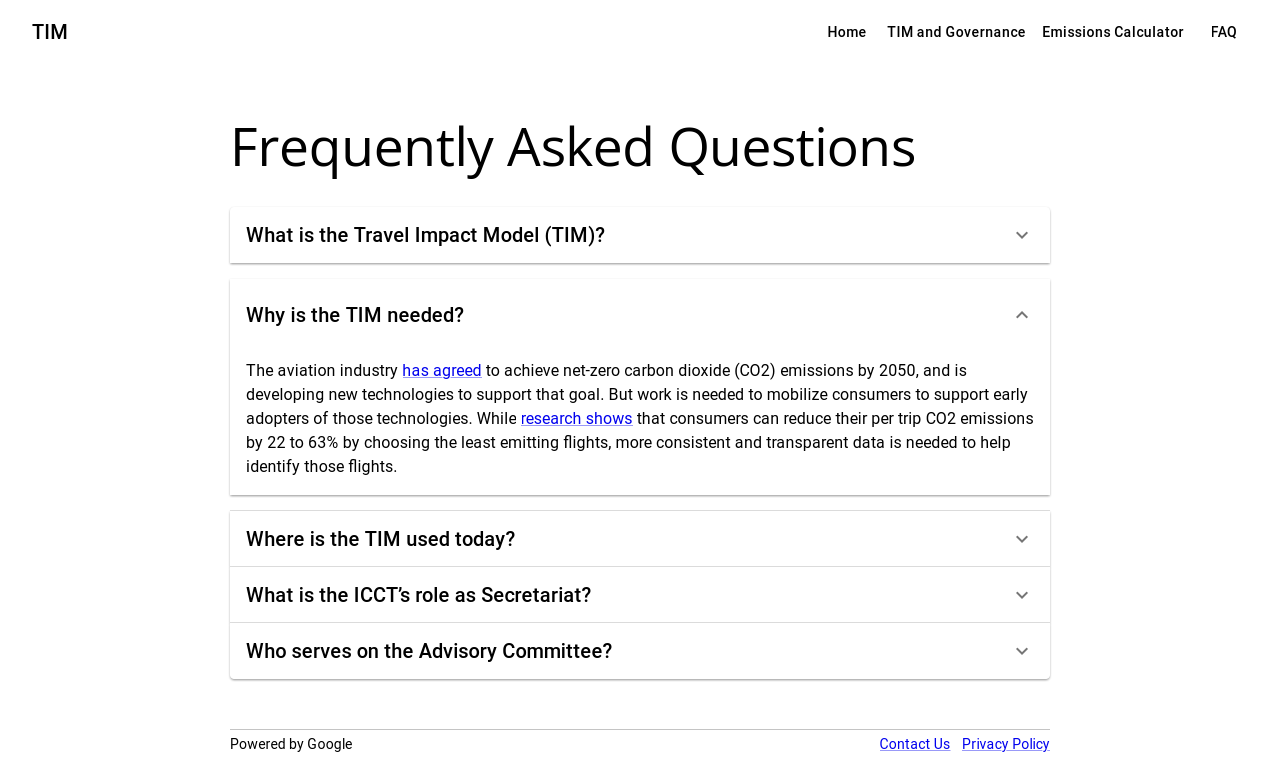 TIM
Home TIM and Governance Emissions Calculator FAQ
Frequently Asked Questions
What is the Travel Impact Model (TIM)?
Why is the TIM needed?
The aviation industry has agreed to achieve net-zero carbon dioxide (CO2) emissions by 2050, and is
developing new technologies to support that goal. But work is needed to mobilize consumers to support early
adopters of those technologies. While research shows that consumers can reduce their per trip CO2 emissions
by 22 to 63% by choosing the least emitting flights, more consistent and transparent data is needed to help
identify those flights.
Where is the TIM used today?
What is the ICCT’s role as Secretariat?
Who serves on the Advisory Committee?
Powered by Google
Contact Us Privacy Policy